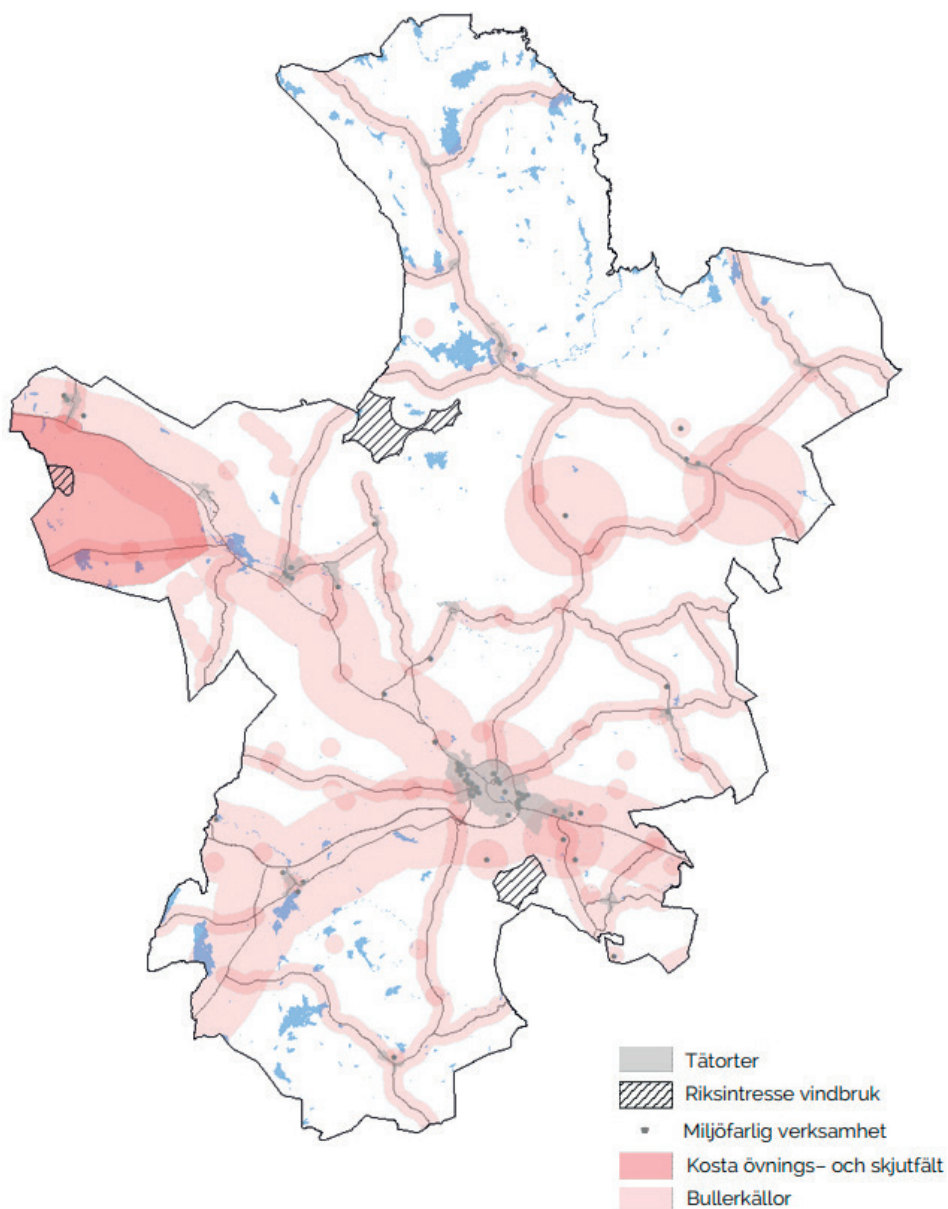 Tätorter
Riksintresse vindbruk
Miljöfarlig verksamhet
Kosta övnings– och skjutfält
Bullerkällor